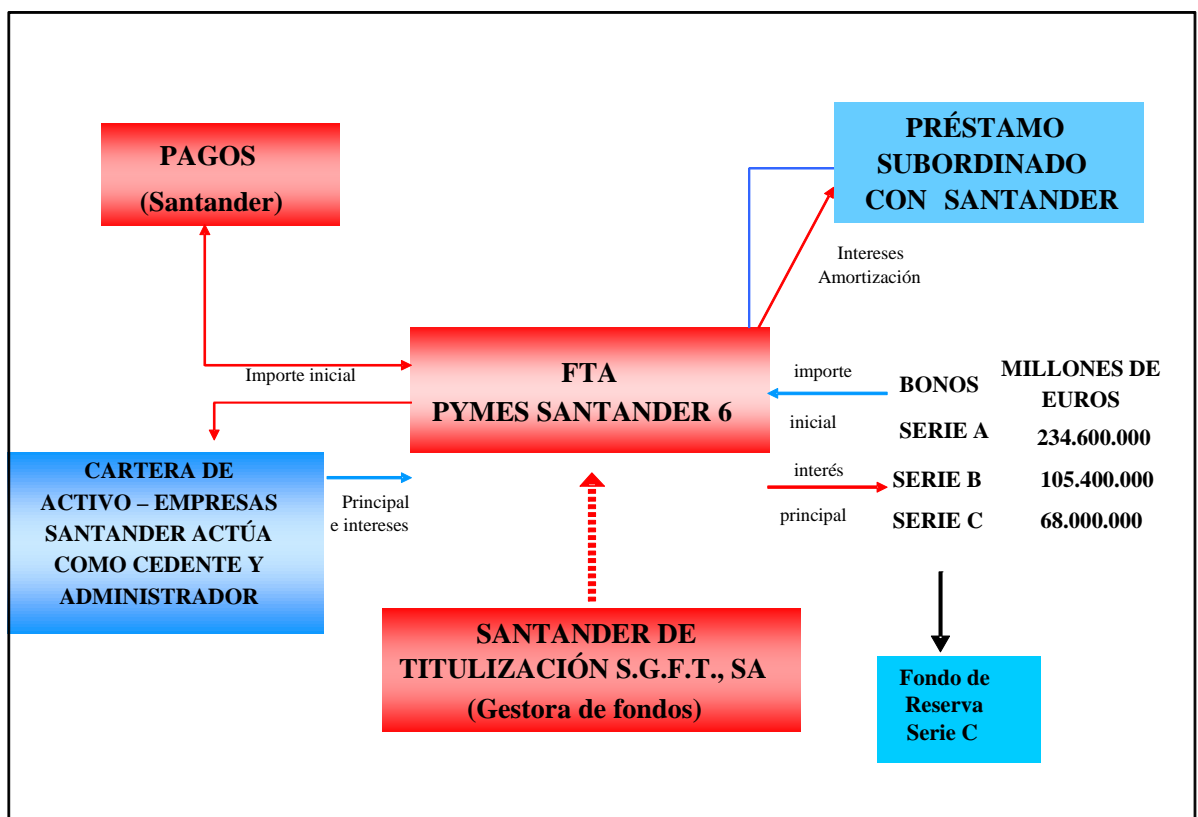 PAGOS
(Santander)
PRÉSTAMO
SUBORDINADO
CON SANTANDER
Intereses
Amortización
Importe inicial
FTA
PYMES SANTANDER 6
importe
inicial
interés
principal
BONOS
MILLONES DE
EUROS
SERIE A
234.600.000
SERIE B
105.400.000
SERIE C
68.000.000
CARTERA DE
ACTIVO – EMPRESAS
SANTANDER ACTÚA
COMO CEDENTE Y
ADMINISTRADOR
Principal
e intereses
SANTANDER DE
TITULIZACIÓN S.G.F.T., SA
(Gestora de fondos)
Fondo de
Reserva
Serie C